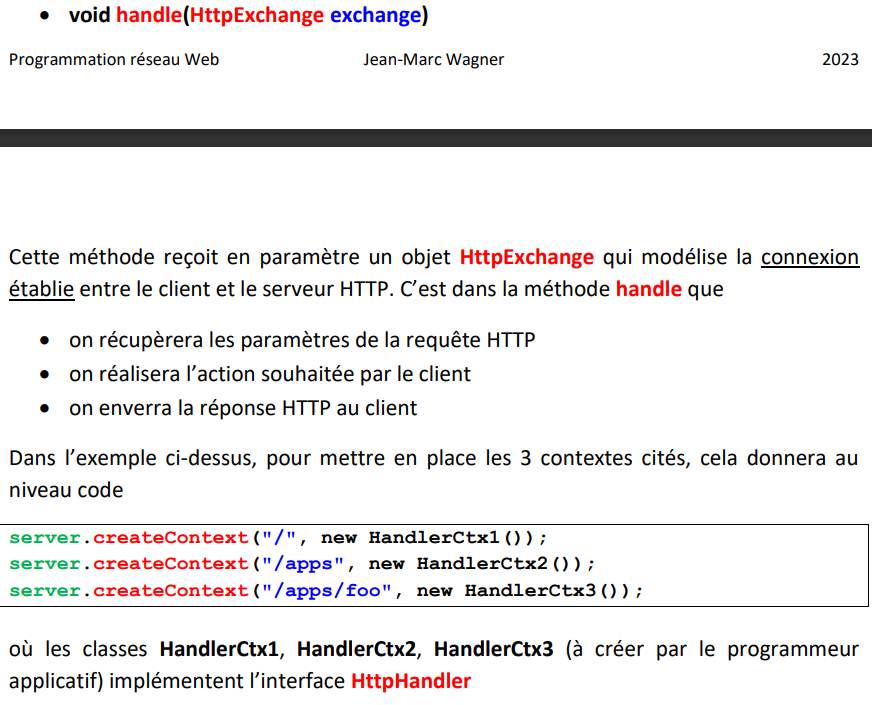 • void handle(HttpExchange exchange)
Programmation réseau Web Jean-Marc Wagner 2023
Cette méthode reçoit en paramètre un objet HttpExchange qui modélise la connexion
établie entre le client et le serveur HTTP. C’est dans la méthode handle que
• on récupèrera les paramètres de la requête HTTP
• on réalisera l’action souhaitée par le client
• on enverra la réponse HTTP au client
Dans l’exemple ci-dessus, pour mettre en place les 3 contextes cités, cela donnera au
niveau code
server.createContext("/", new HandlerCtx1());
server.createContext("/apps", new HandlerCtx2());
server.createContext("/apps/foo", new HandlerCtx3());
où les classes HandlerCtx1, HandlerCtx2, HandlerCtx3 (à créer par le programmeur
applicatif) implémentent l’interface HttpHandler